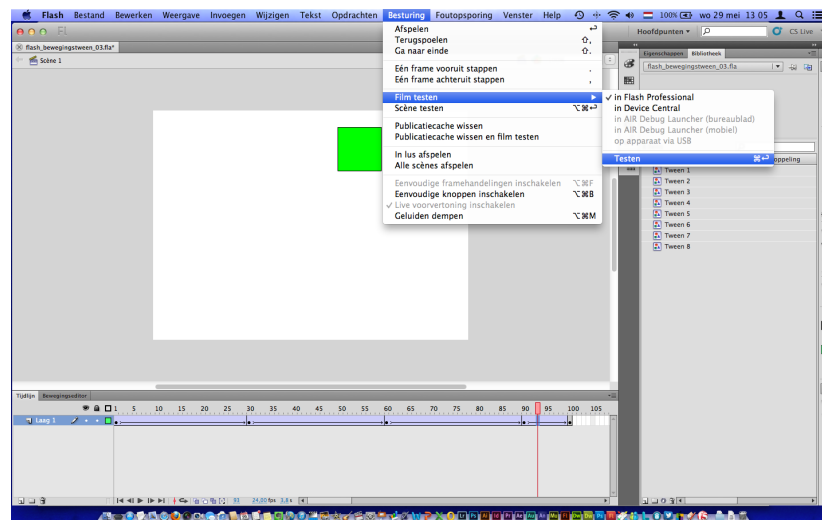 Flash Bestand Bewerken Weergave Invoegen Wijzigen Tekst Opdrachten Besturing Foutopsporing Venster Help 100% wo 29 mei 13 05
Fl Hoofdpunten CS Live
flash_bewegingstween_03.fla*
Scène 1
Afspelen
Terugspoelen ⇧,
Ga naar einde ⇧.
Eén frame vooruit stappen .
Eén frame achteruit stappen ,
Film testen
Scène testen ⌥⌘↩
Publicatiecache wissen
Publicatiecache wissen en film testen
In lus afspelen
Alle scènes afspelen
Eenvoudige framehandelingen inschakelen ⌥⌘F
Eenvoudige knoppen inschakelen ⌥⌘B
✓ Live voorvertoning inschakelen
Geluiden dempen ⌥⌘M
✓ in Flash Professional
in Device Central
in AIR Debug Launcher (bureaublad)
in AIR Debug Launcher (mobiel)
op apparaat via USB
Testen ⌘↩
Eigenschappen Bibliotheek
flash_bewegingstween_03.fla
oppeling
Tween 1
Tween 2
Tween 3
Tween 4
Tween 5
Tween 6
Tween 7
Tween 8
Tijdlijn Bewegingseditor
1 5 10 15 20 25 30 35 40 45 50 55 60 65 70 75 80 85 90 95 100 105
Laag 1
93 24,00 fps 3,8 s